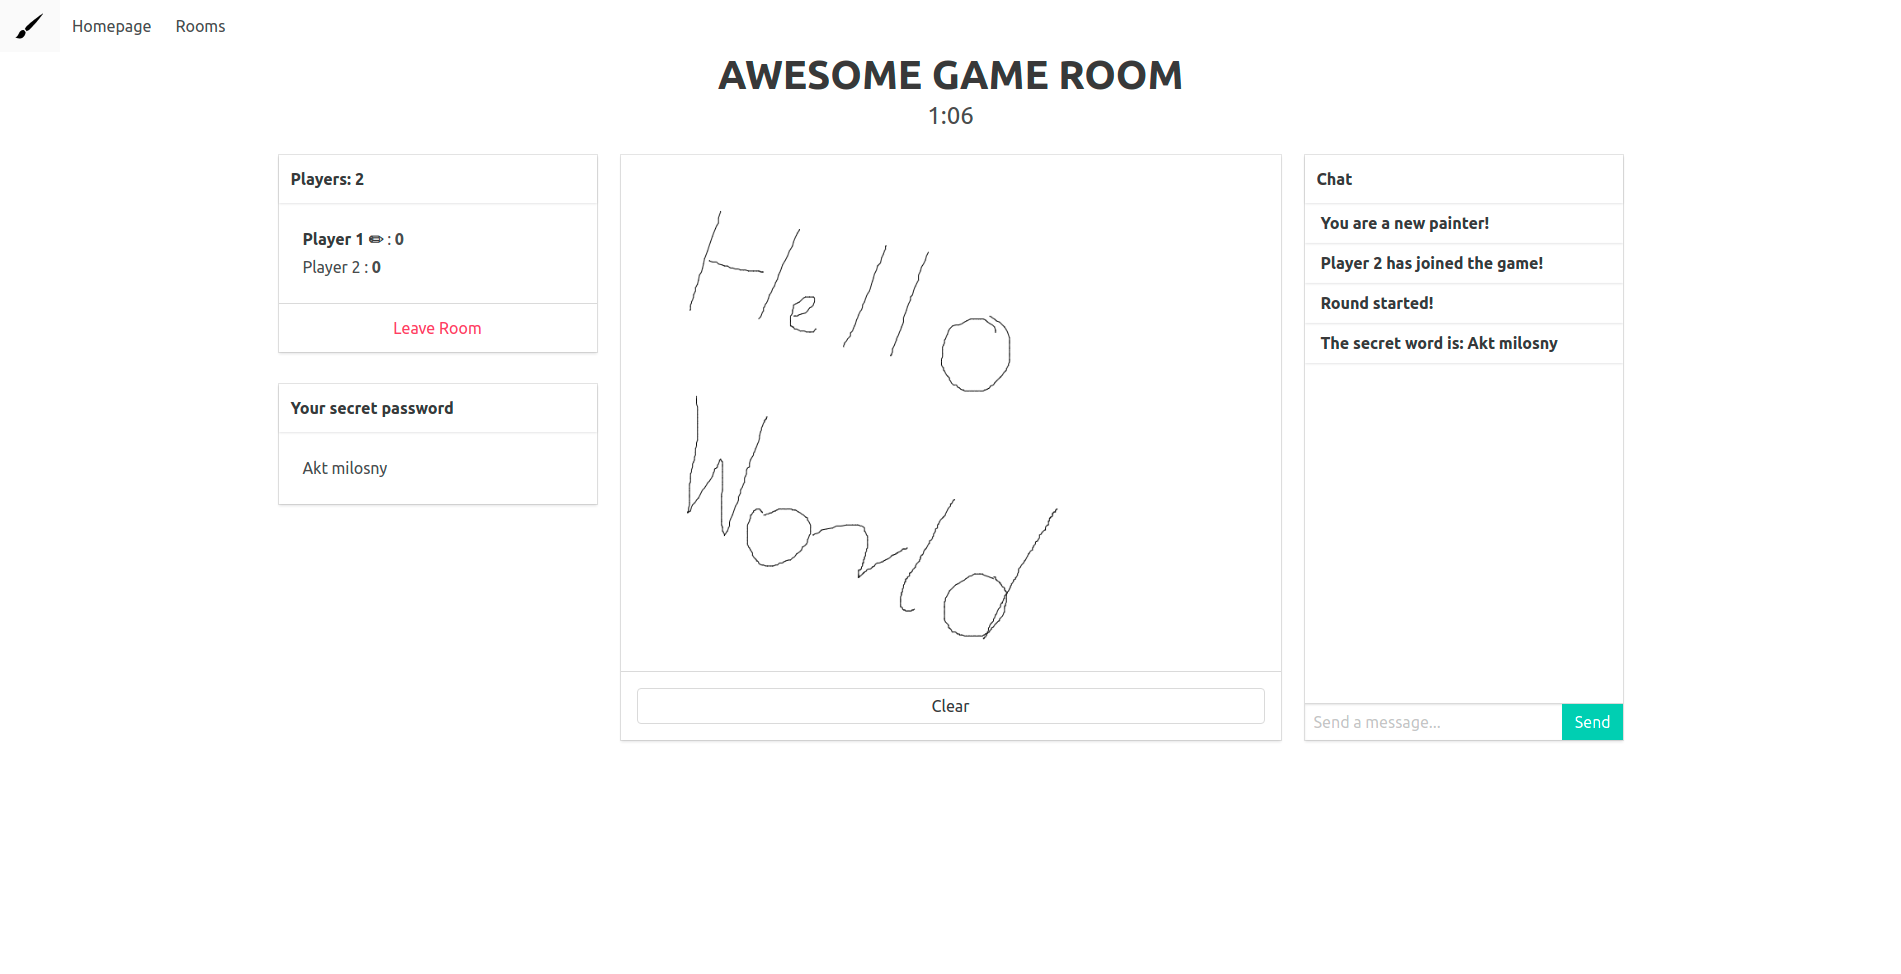 Homepage Rooms
AWESOME GAME ROOM
1:06
Players: 2
Player 1 ✏ : 0
Player 2 : 0
Leave Room
Your secret password
Akt milosny
Hello
World
Clear
Chat
You are a new painter!
Player 2 has joined the game!
Round started!
The secret word is: Akt milosny
Send a message...
Send